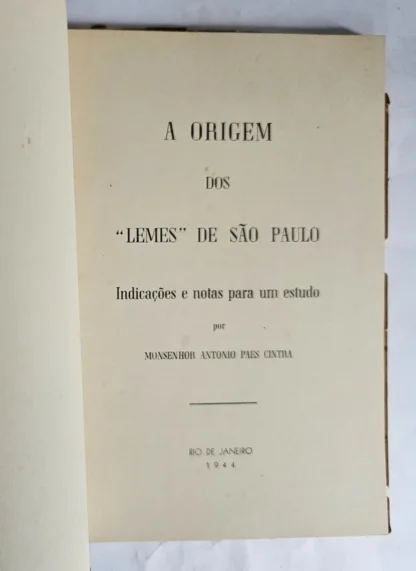 A ORIGEM
DOS
“LEMES” DE SÃO PAULO
Indicações e notas para um estudo
por
MONSENHOR ANTONIO PAES CINTRA
RIO DE JANEIRO
1944